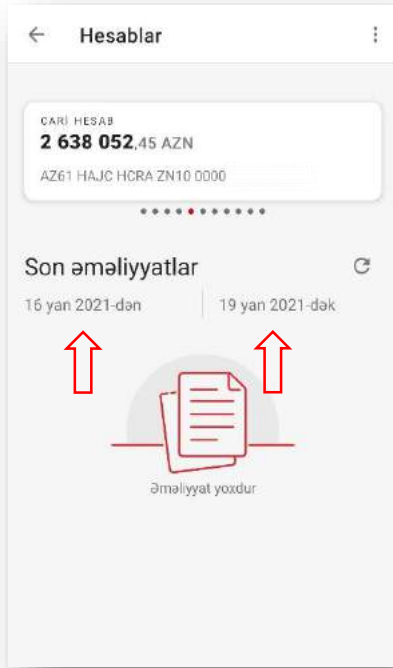 Hesablar
CARİ HESAB
2 638 052,45 AZN
AZ61 HAJC HCRA ZN10 0000
Son əməliyyatlar
16 yan 2021-dən 19 yan 2021-dək
Əməliyyat yoxdur